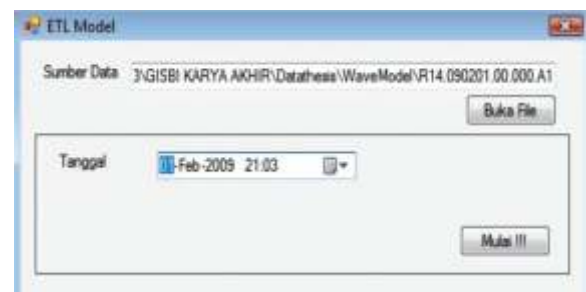 ETL Model
Sumber Data 3\GISBI KARYA AKHIR\Datathesis\WaveModel\R14.090201.00.000.A1
Buka File
Tanggal 01-Feb-2009 21:03
Mulai !!!